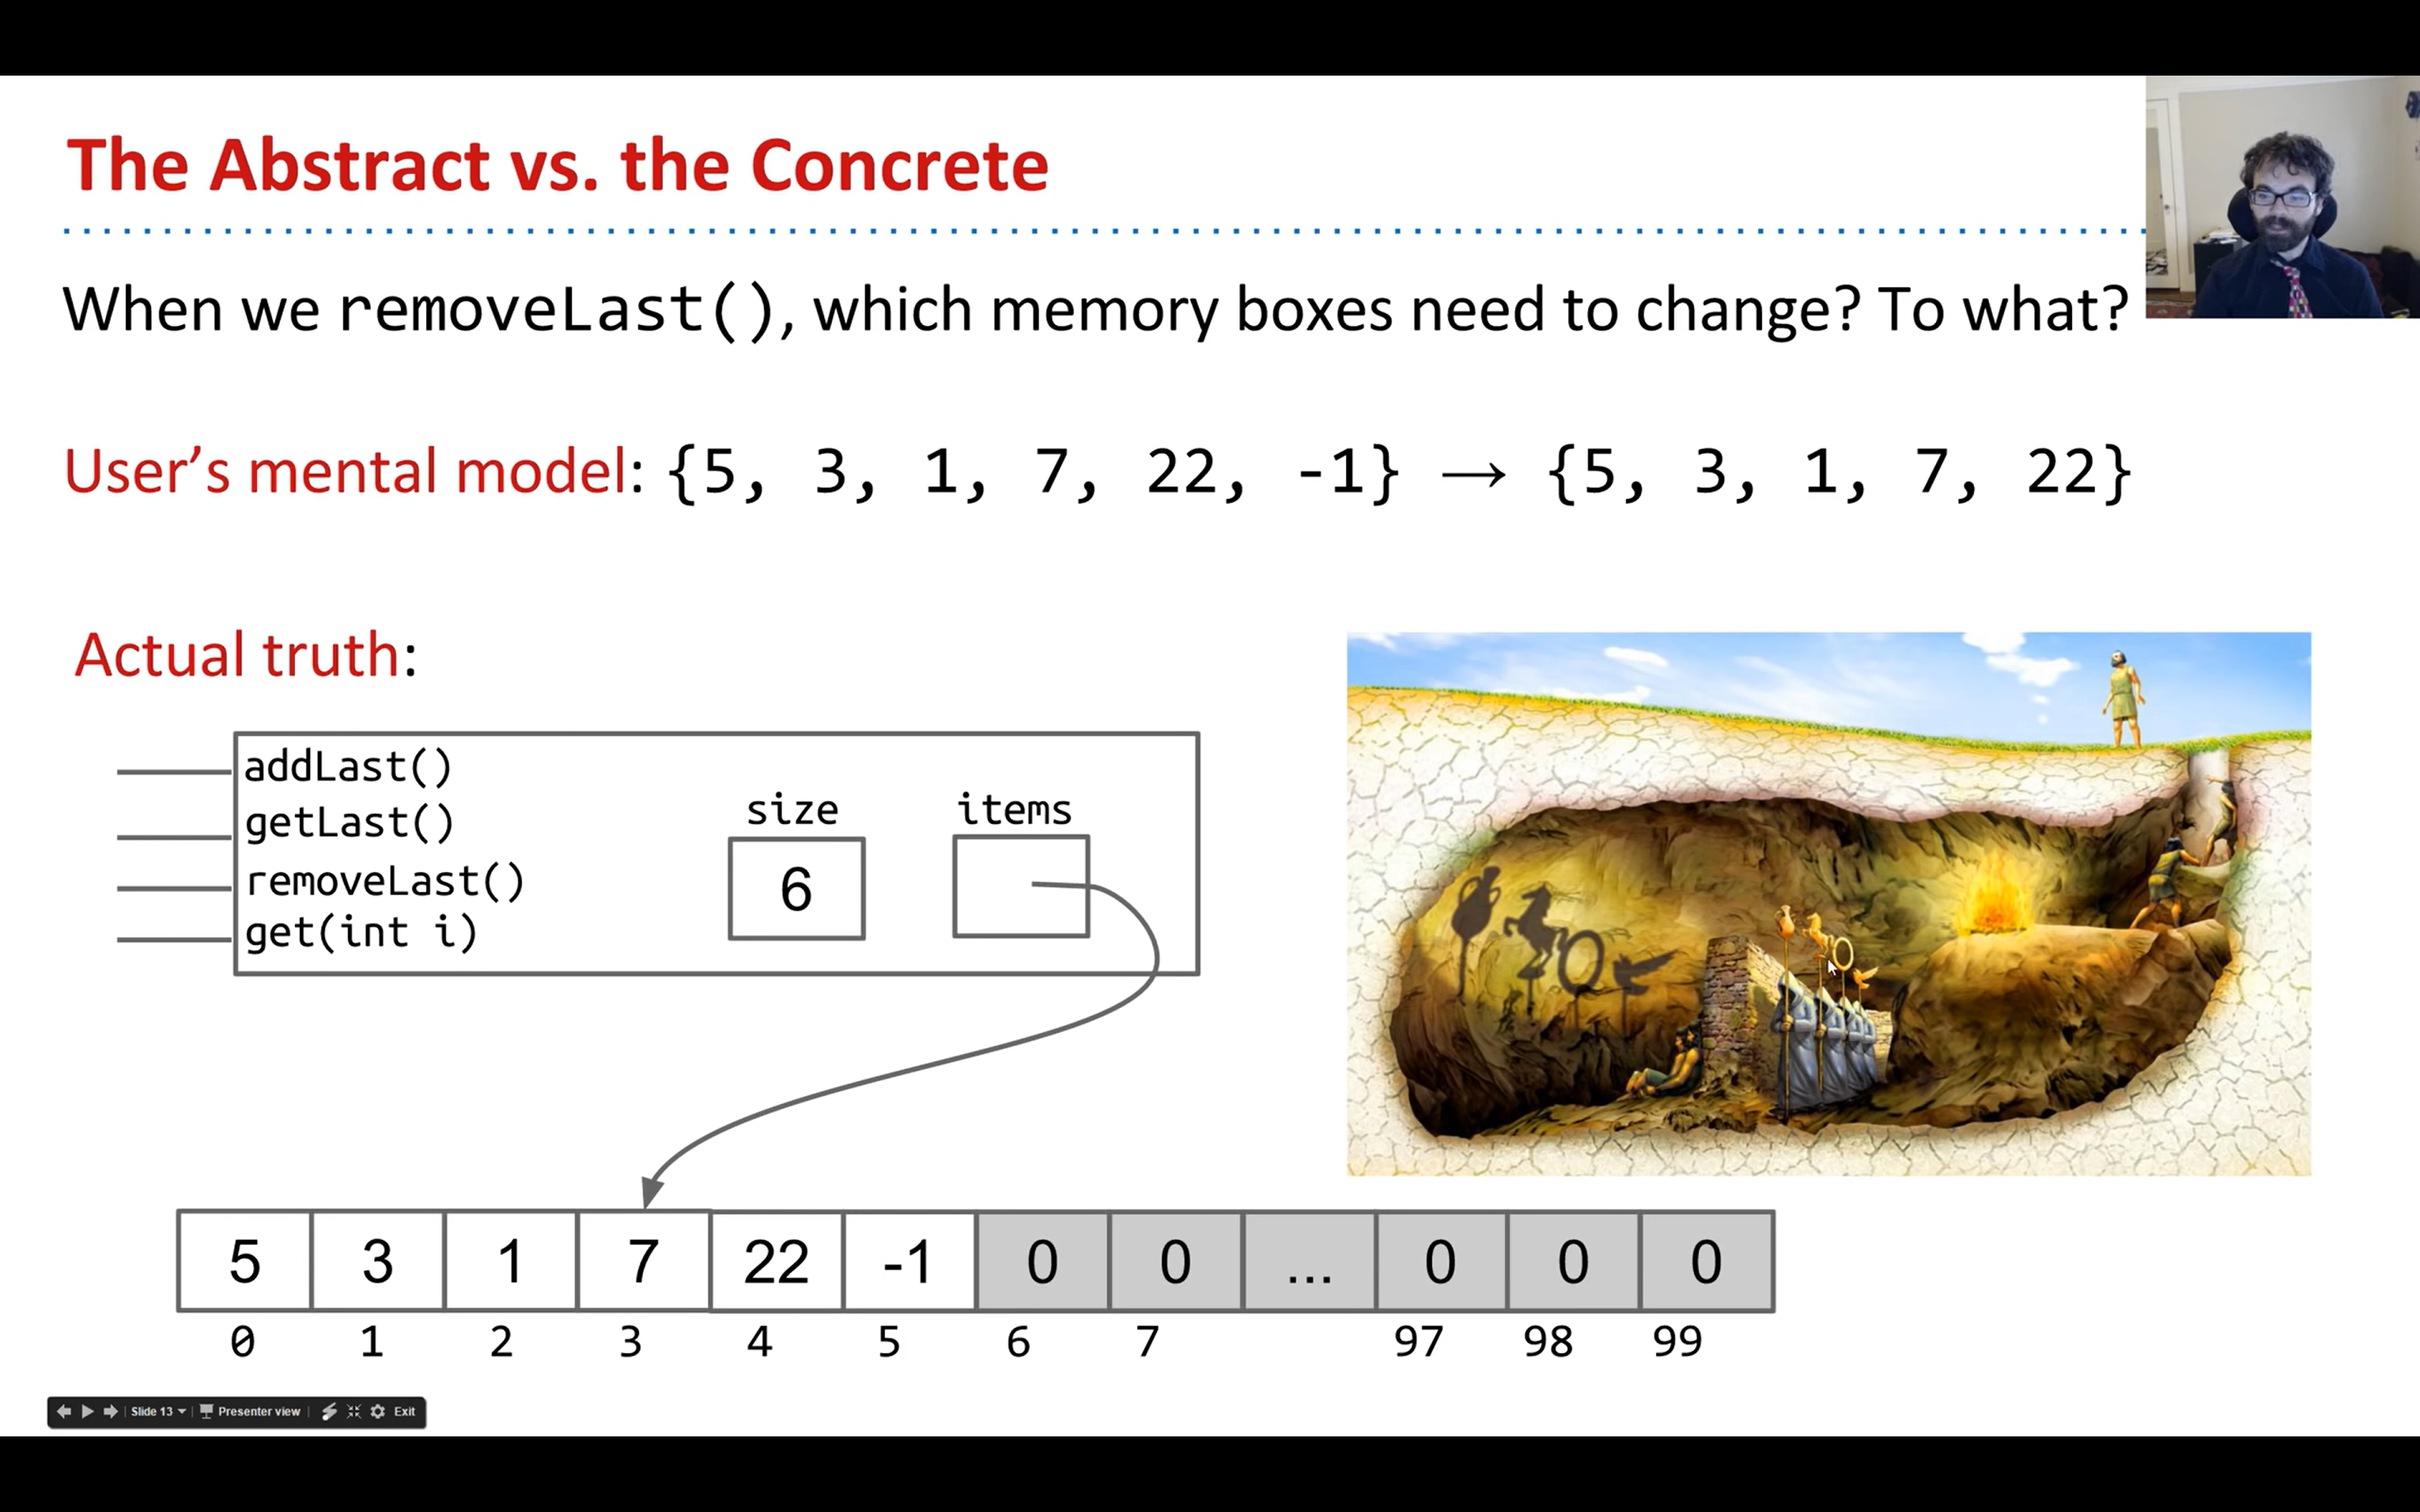 The Abstract vs. the Concrete
When we removeLast(), which memory boxes need to change? To what?
User’s mental model: {5, 3, 1, 7, 22, -1} → {5, 3, 1, 7, 22}
Actual truth:
addLast()
getLast()
removeLast()
get(int i)
size
6
items
5 3 1 7 22 -1 0 0 ... 0 0 0
0 1 2 3 4 5 6 7 97 98 99
Slide 13 Presenter view Exit